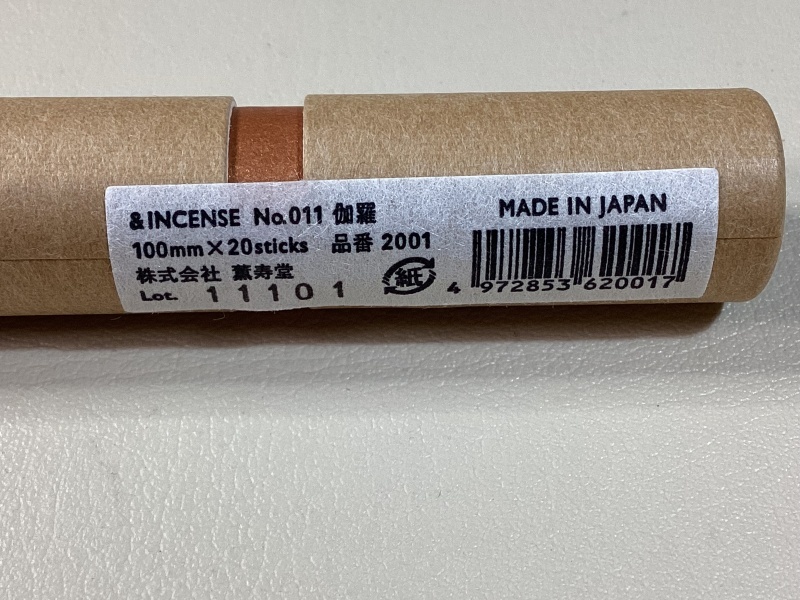 &INCENSE No.011 伽羅
100mm×20sticks 品番 2001
株式会社 薫寿堂
Lot. 11101
紙
MADE IN JAPAN
4 972853 620017